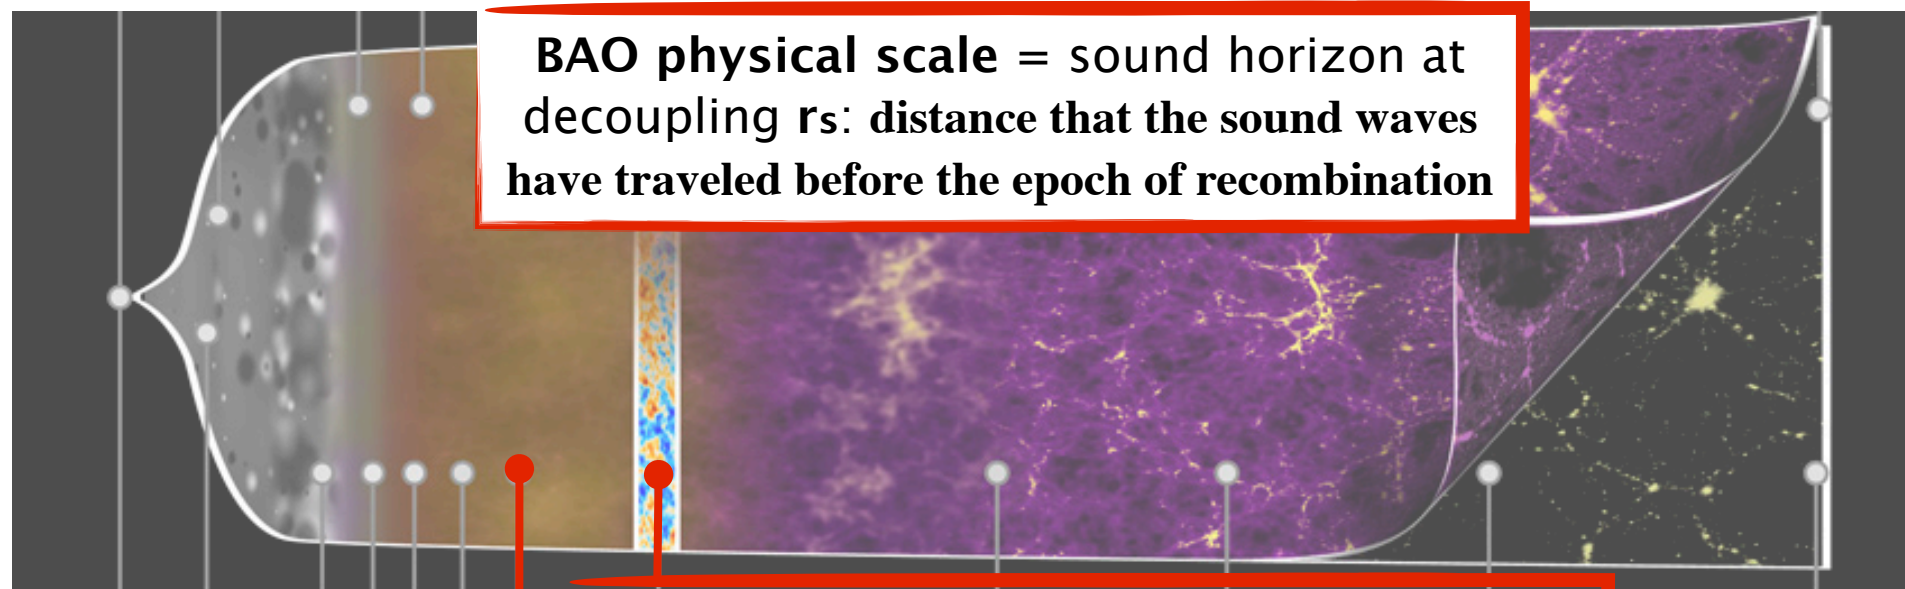 BAO physical scale = sound horizon at
decoupling rs: distance that the sound waves
have traveled before the epoch of recombination